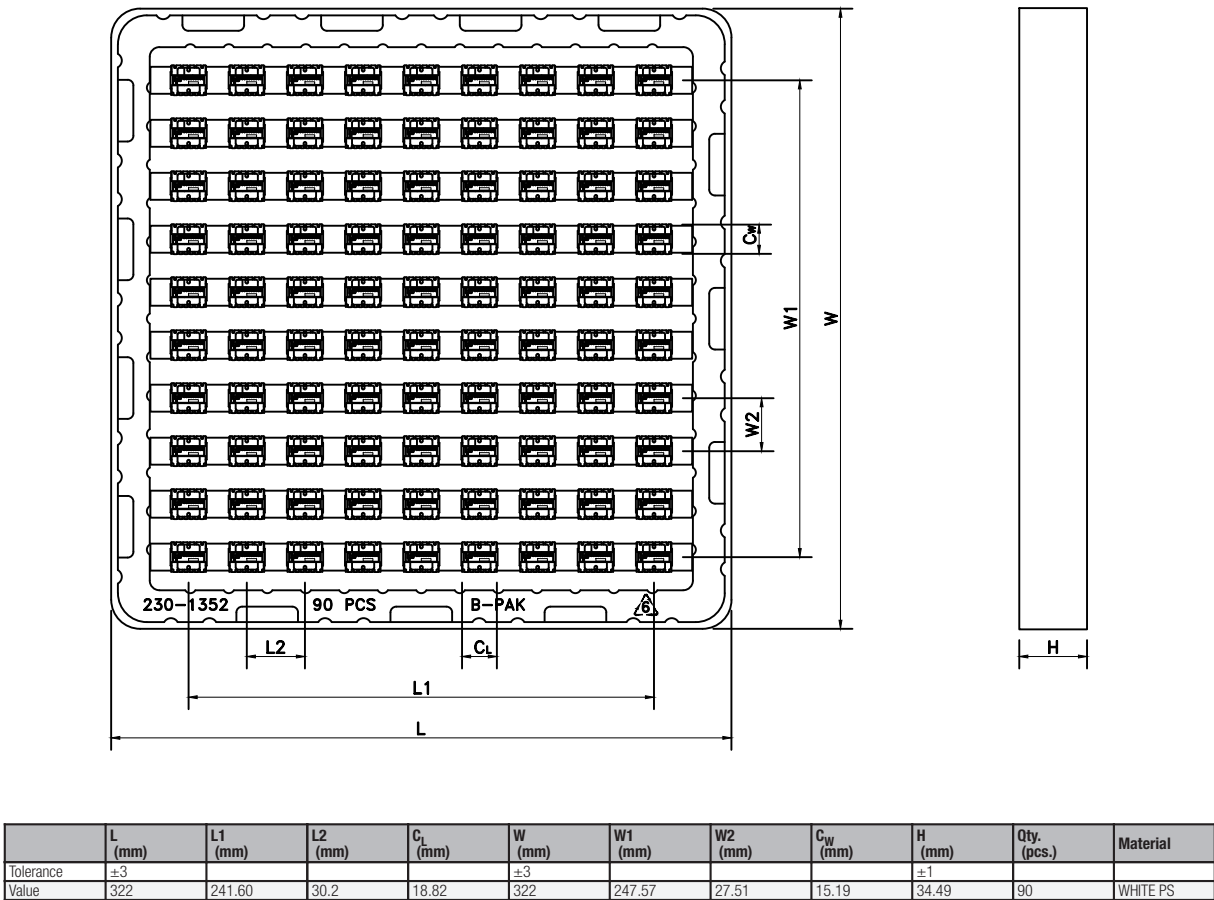 Cw
W1
W
W2
230-1352 90 PCS B-PAK 6
L2 CL H
L1
L
L (mm) L1 (mm) L2 (mm) CL (mm) W (mm) W1 (mm) W2 (mm) CW (mm) H (mm) Qty. (pcs.) Material
Tolerance ±3 ±3 ±1
Value 322 241.60 30.2 18.82 322 247.57 27.51 15.19 34.49 90 WHITE PS